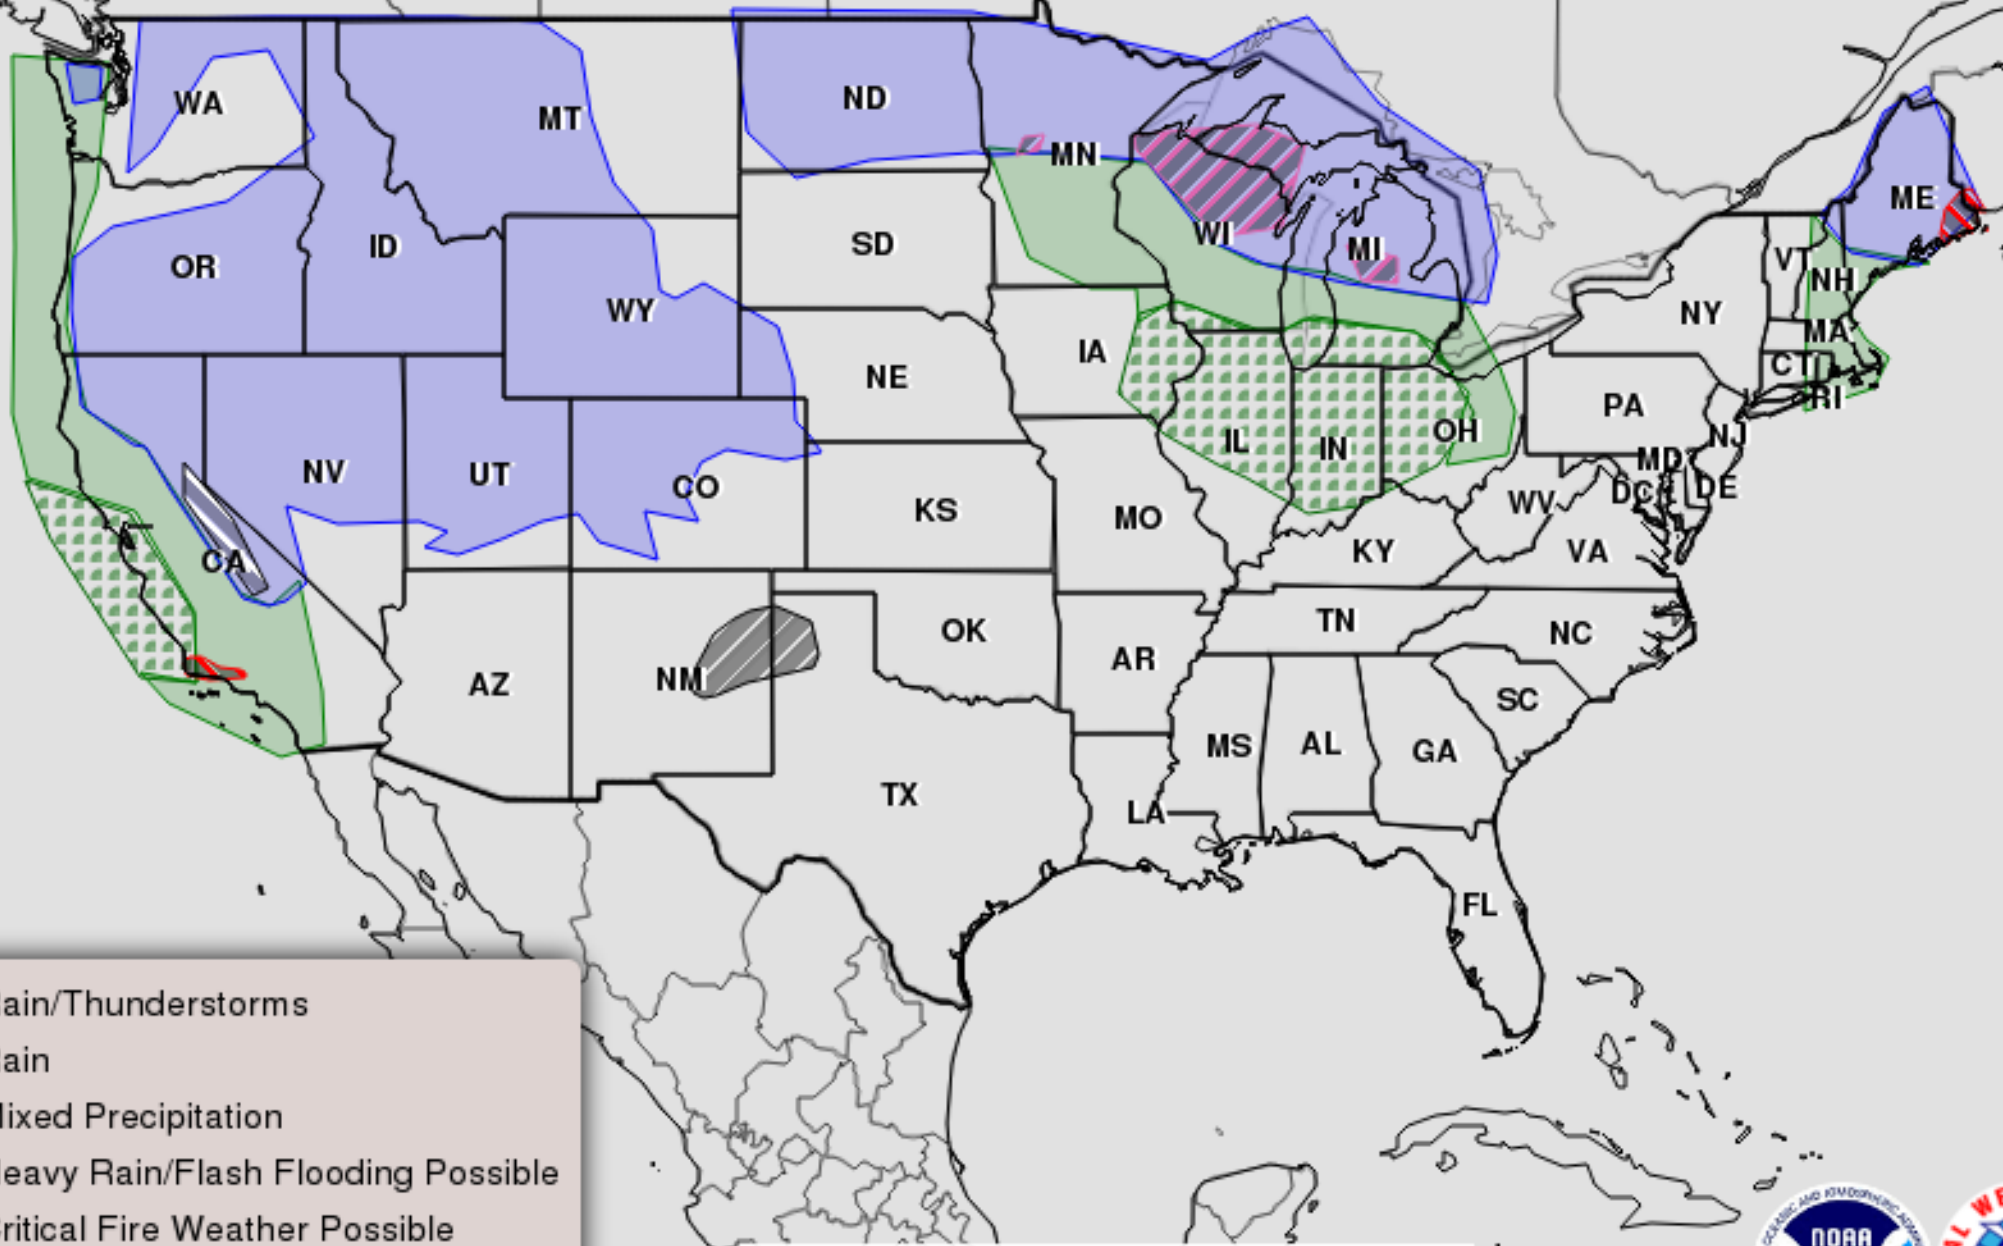 WA
MT
ND
MN
ME
OR
ID
SD
WI
MI
VT
NH
WY
NY
MA
IA
NE
CT
RI
PA
NV
UT
CO
IL
IN
OH
NJ
MD
DE
DC
KS
MO
WV
CA
KY
VA
OK
TN
NC
AZ
NM
AR
SC
MS
AL
GA
TX
LA
FL
ain/Thunderstorms
ain
ixed Precipitation
eavy Rain/Flash Flooding Possible
ritical Fire Weather Possible
NOAA